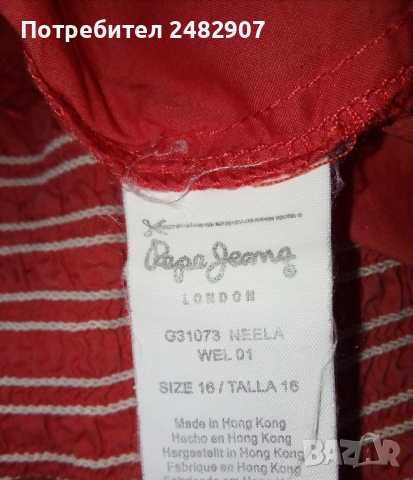 Потребител 2482907
Pepe Jeans
LONDON
G31073 NEELA
WEL 01
SIZE 16 / TALLA 16
Made in Hong Kong
Hecho en Hong Kong
Hergestellt in Hong Kong
Fabriqué en Hong Kong
BAZAR